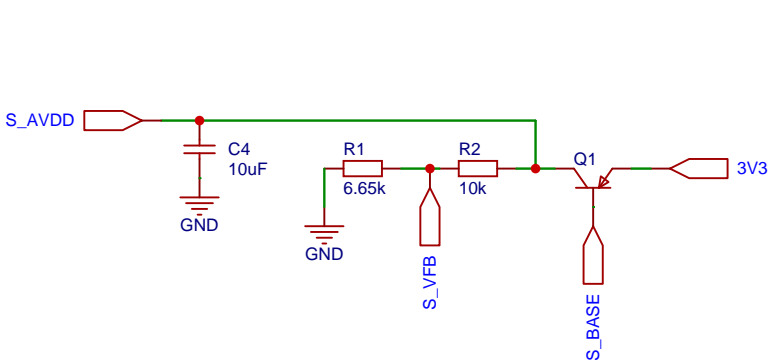 S_AVDD
C4
10uF
GND
R1
6.65k
GND
R2
10k
S_VFB
Q1
3V3
S_BASE